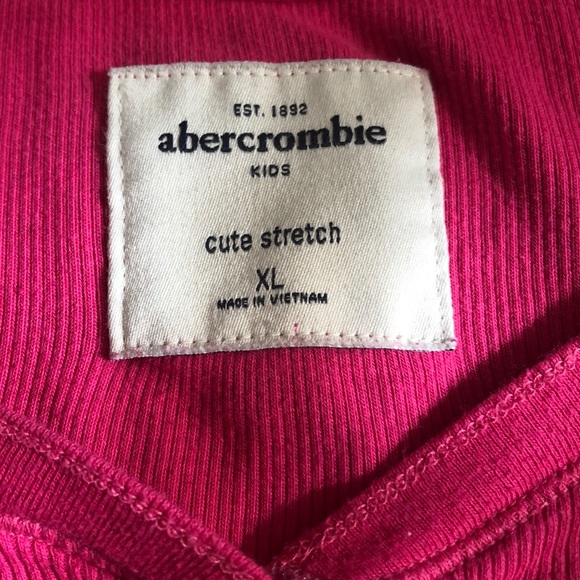 EST. 1892
abercrombie
KIDS
cute stretch
XL
MADE IN VIETNAM